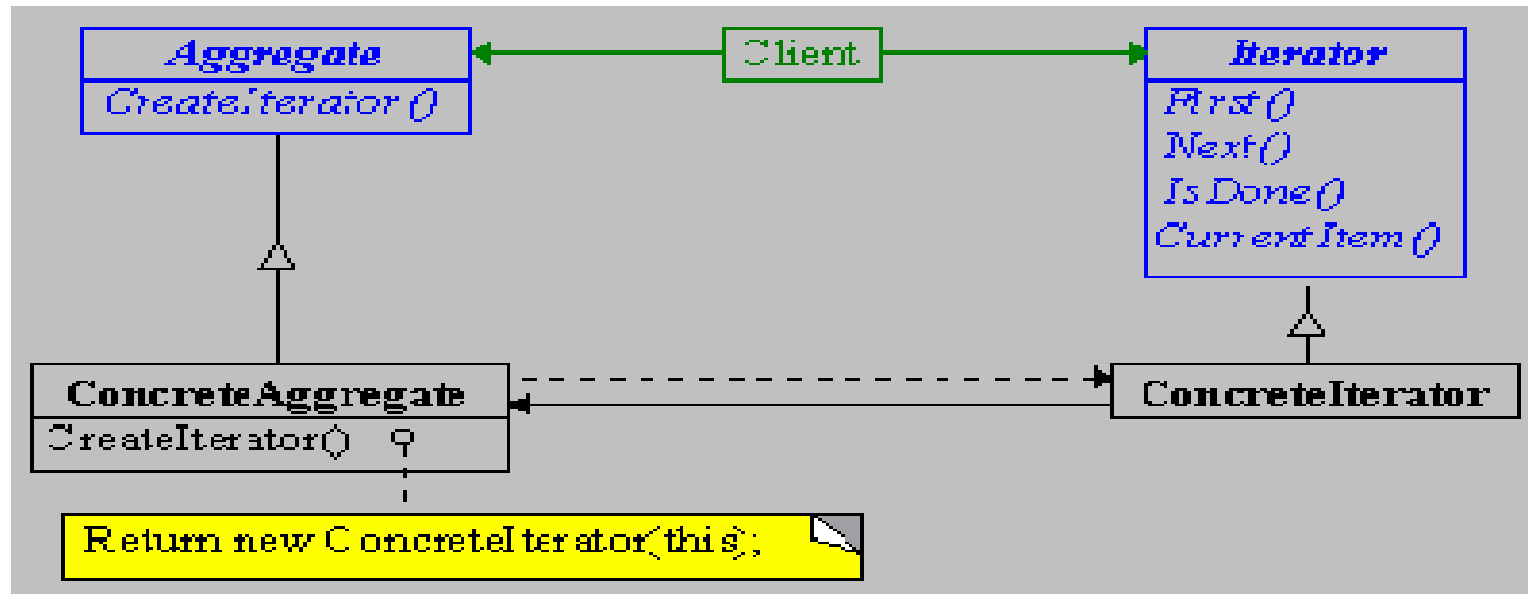 Aggregate
CreateIterator()
Client
Iterator
First()
Next()
IsDone()
CurrentItem()
ConcreteAggregate
CreateIterator()
ConcreteIterator
Return new ConcreteIterator(this);